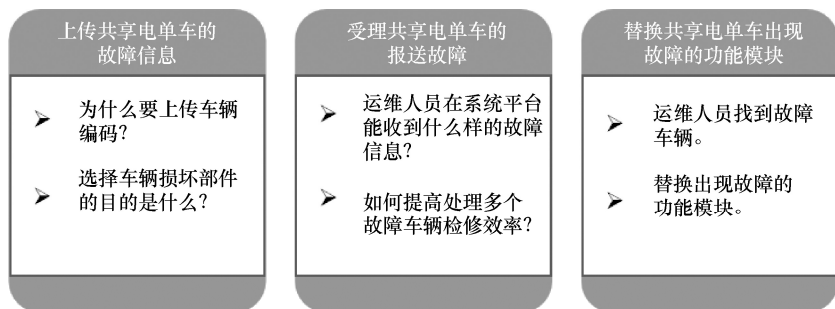 上传共享电单车的
故障信息
为什么要上传车辆
编码?
选择车辆损坏部件
的目的是什么?
受理共享电单车的
报送故障
运维人员在系统平台
能收到什么样的故障
信息?
如何提高处理多个
故障车辆检修效率?
替换共享电单车出现
故障的功能模块
运维人员找到故障
车辆。
替换出现故障的
功能模块。